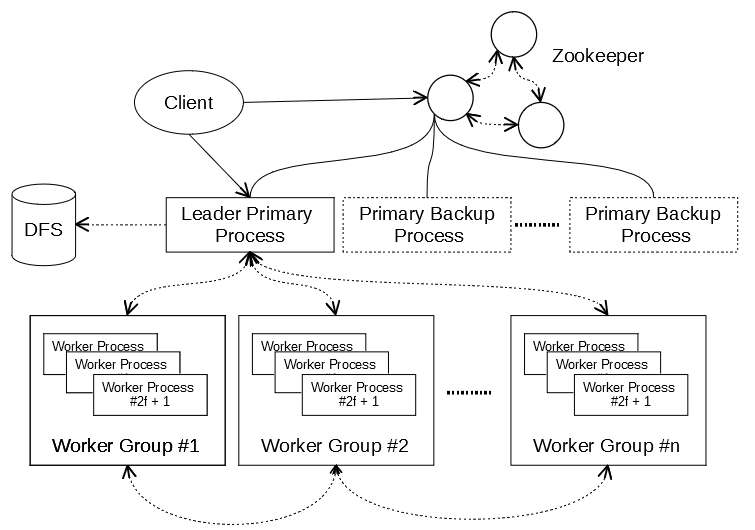 Zookeeper
Client
Leader Primary
Process
Primary Backup
Process
Primary Backup
Process
DFS
Worker Process
Worker Process
Worker Process
#2f + 1
Worker Group #1
Worker Process
Worker Process
Worker Process
#2f + 1
Worker Group #2
Worker Process
Worker Process
Worker Process
#2f + 1
Worker Group #n